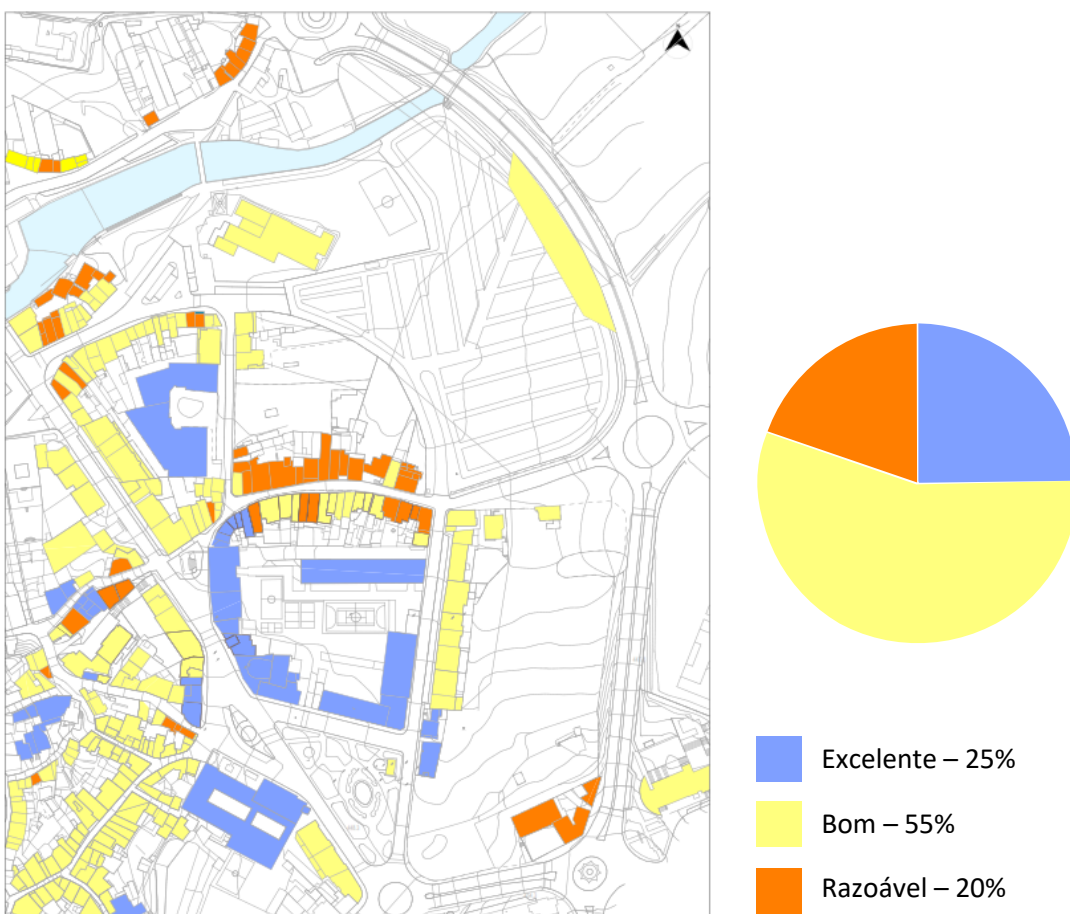 Excelente – 25%
Bom – 55%
Razoável – 20%